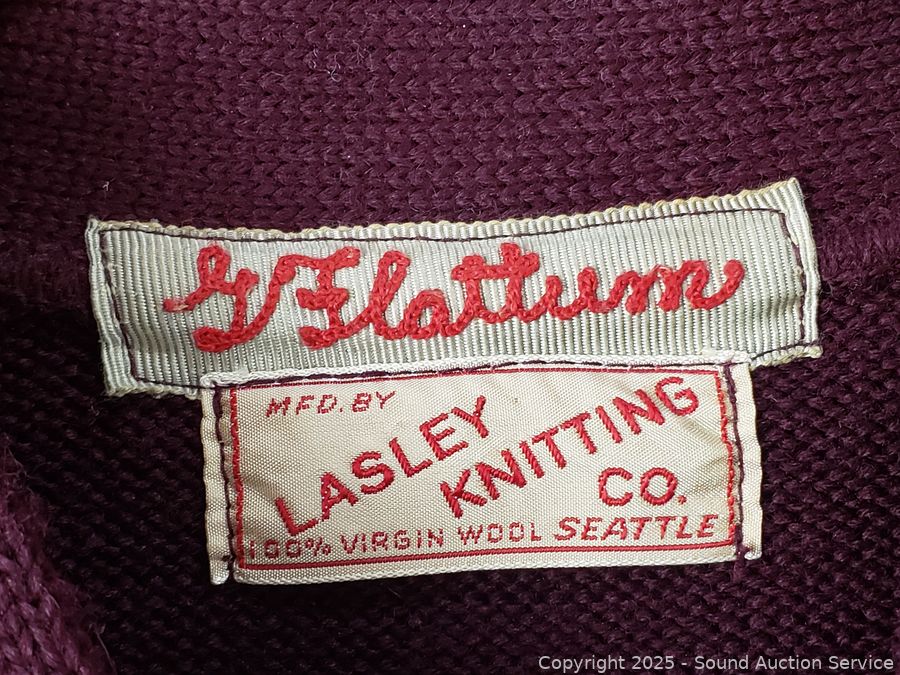 G Flattum
MFD. BY
LASLEY
KNITTING
CO.
100% VIRGIN WOOL SEATTLE
Copyright 2025 - Sound Auction Service